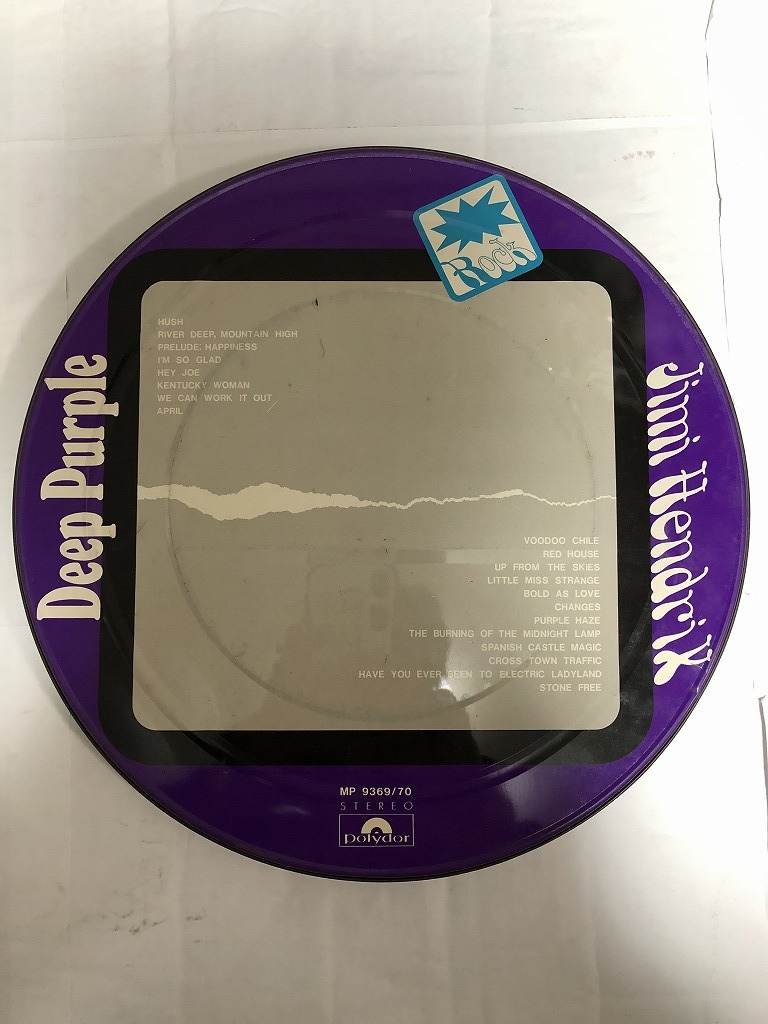 Rock
HUSH
RIVER DEEP, MOUNTAIN HIGH
PRELUDE; HAPPINESS
I'M SO GLAD
HEY JOE
KENTUCKY WOMAN
WE CAN WORK IT OUT
APRIL
Deep Purple
Jimi Hendrix
VOODOO CHILE
RED HOUSE
UP FROM THE SKIES
LITTLE MISS STRANGE
BOLD AS LOVE
CHANGES
PURPLE HAZE
THE BURNING OF THE MIDNIGHT LAMP
SPANISH CASTLE MAGIC
CROSS TOWN TRAFFIC
HAVE YOU EVER SEEN TO ELECTRIC LADYLAND
STONE FREE
MP 9369/70
STEREO
polydor